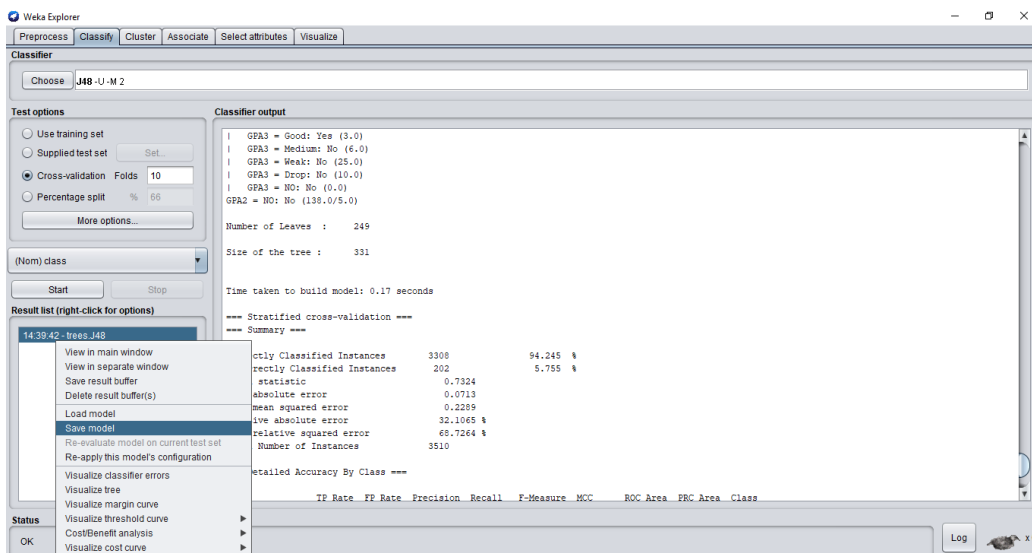 Weka Explorer
Preprocess Classify Cluster Associate Select attributes Visualize
Classifier
Choose J48 -U -M 2
Test options
Use training set
Supplied test set Set...
Cross-validation Folds 10
Percentage split % 66
More options...
(Nom) class
Start Stop
Result list (right-click for options)
14:39:42 - trees.J48
View in main window
View in separate window
Save result buffer
Delete result buffer(s)
Load model
Save model
Re-evaluate model on current test set
Re-apply this model's configuration
Visualize classifier errors
Visualize tree
Visualize margin curve
Visualize threshold curve
Cost/Benefit analysis
Visualize cost curve
Classifier output
| GPA3 = Good: Yes (3.0)
| GPA3 = Medium: No (6.0)
| GPA3 = Weak: No (25.0)
| GPA3 = Drop: No (10.0)
| GPA3 = NO: No (0.0)
GPA2 = NO: No (138.0/5.0)
Number of Leaves : 249
Size of the tree : 331
Time taken to build model: 0.17 seconds
=== Stratified cross-validation ===
=== Summary ===
ctly Classified Instances 3308 94.245 %
rectly Classified Instances 202 5.755 %
statistic 0.7324
absolute error 0.0713
mean squared error 0.2289
ive absolute error 32.1065 %
relative squared error 68.7264 %
Number of Instances 3510
etailed Accuracy By Class ===
TP Rate FP Rate Precision Recall F-Measure MCC ROC Area PRC Area Class
Status
OK
Log
x